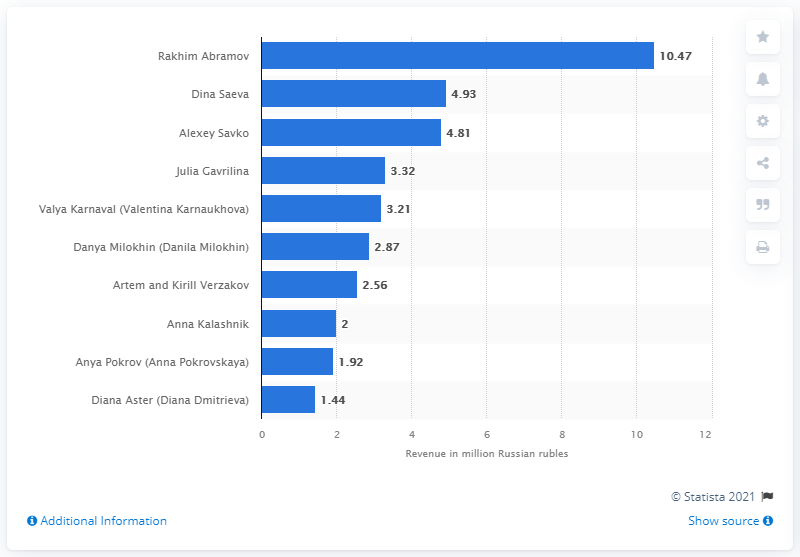 Rakhim Abramov 10.47
Dina Saeva 4.93
Alexey Savko 4.81
Julia Gavrilina 3.32
Valya Karnaval (Valentina Karnaukhova) 3.21
Danya Milokhin (Danila Milokhin) 2.87
Artem and Kirill Verzakov 2.56
Anna Kalashnik 2
Anya Pokrov (Anna Pokrovskaya) 1.92
Diana Aster (Diana Dmitrieva) 1.44
0 2 4 6 8 10 12
Revenue in million Russian rubles
© Statista 2021
Additional Information Show source